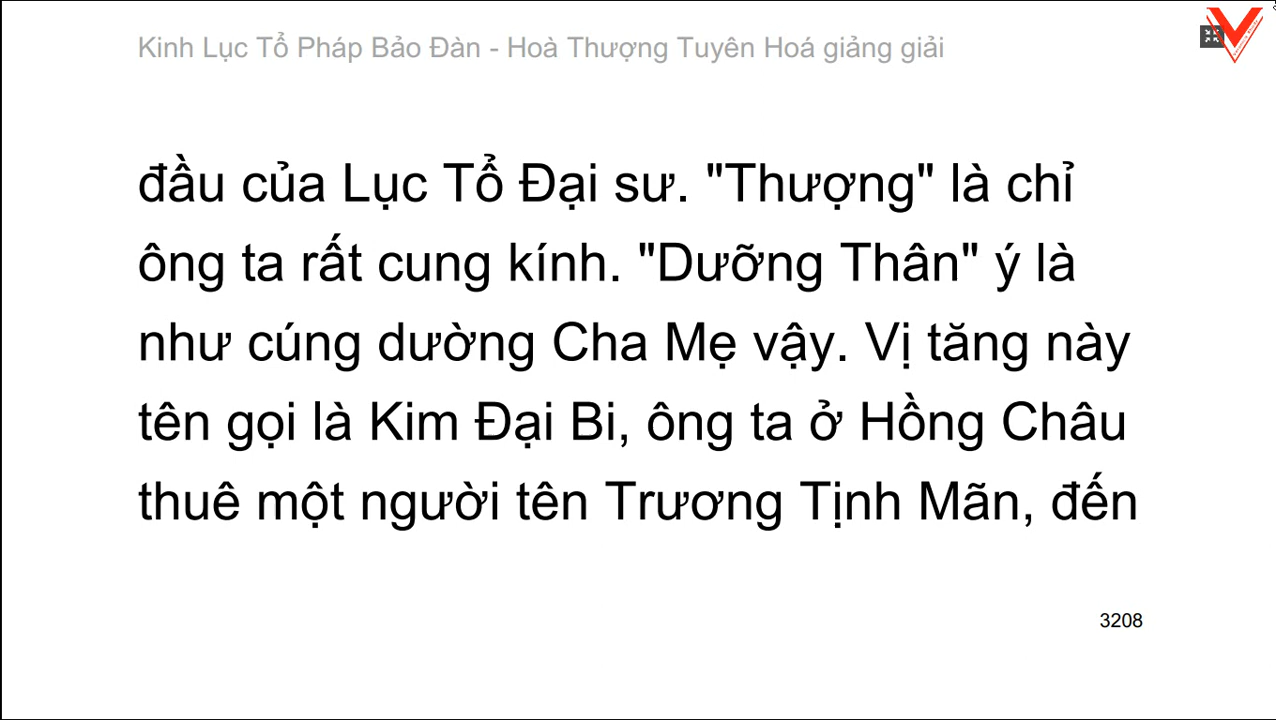 Kinh Lục Tổ Pháp Bảo Đàn - Hoà Thượng Tuyên Hoá giảng giải
đầu của Lục Tổ Đại sư. "Thượng" là chỉ
ông ta rất cung kính. "Dưỡng Thân" ý là
như cúng dường Cha Mẹ vậy. Vị tăng này
tên gọi là Kim Đại Bi, ông ta ở Hồng Châu
thuê một người tên Trương Tịnh Mãn, đến
3208